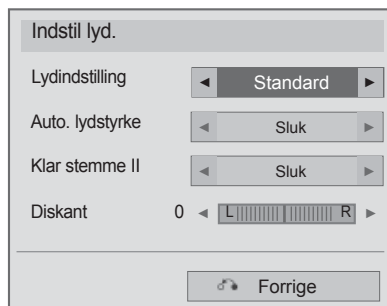 Indstil lyd.
Lydindstilling ◄ Standard ►
Auto. lydstyrke ◄ Sluk ►
Klar stemme II ◄ Sluk ►
Diskant 0 ◄ L R ►
Forrige